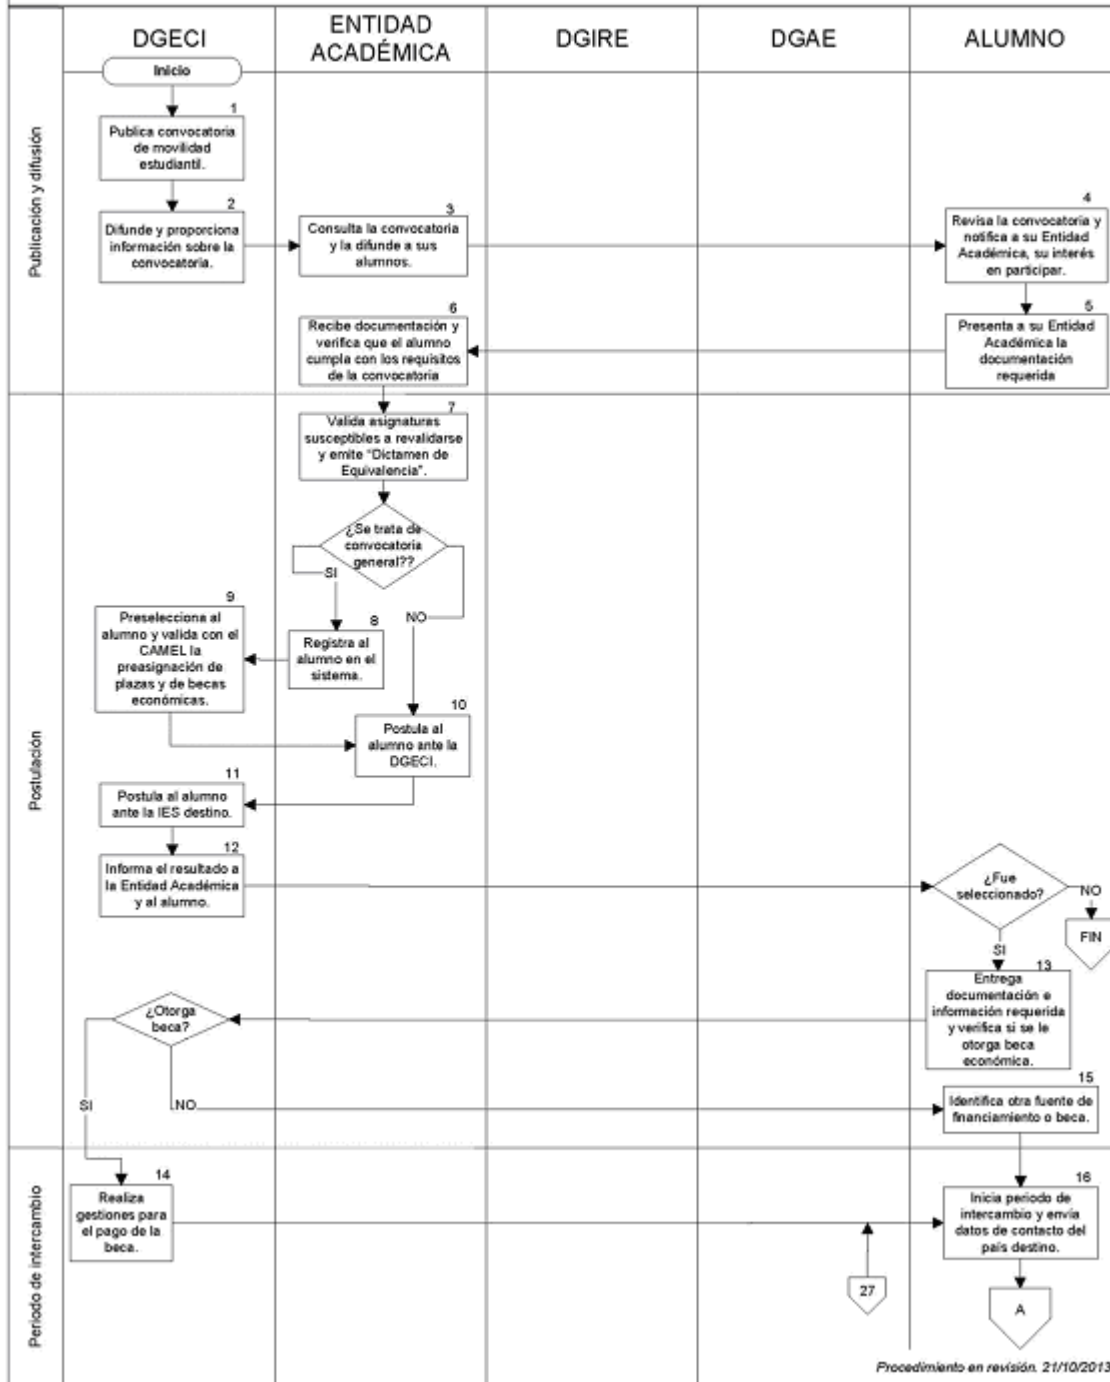 DGECI
ENTIDAD
ACADÉMICA
DGIRE
DGAE
ALUMNO
Publicación y difusión
Inicio
1
Publica convocatoria
de movilidad
estudiantil.
2
Difunde y proporciona
información sobre la
convocatoria.
3
Consulta la convocatoria
y la difunde a sus
alumnos.
4
Revisa la convocatoria y
notifica a su Entidad
Académica, su interés
en participar.
5
Presenta a su Entidad
Académica la
documentación
requerida
6
Recibe documentación y
verifica que el alumno
cumpla con los requisitos
de la convocatoria
Postulación
7
Valida asignaturas
susceptibles a revalidarse
y emite "Dictamen de
Equivalencia".
¿Se trata de
convocatoria
general??
SI
NO
8
Registra al
alumno en el
sistema.
9
Preselecciona al
alumno y valida con el
CAMEL la
preasignación de
plazas y de becas
económicas.
10
Postula al
alumno ante la
DGECI.
11
Postula al alumno
ante la IES destino.
12
Informa el resultado a
la Entidad Académica
y al alumno.
¿Fue
seleccionado?
NO
FIN
SI
13
Entrega
documentación e
información requerida
y verifica si se le
otorga beca
económica.
¿Otorga
beca?
SI
NO
15
Identifica otra fuente de
financiamiento o beca.
Periodo de intercambio
14
Realiza
gestiones para
el pago de la
beca.
16
Inicia periodo de
intercambio y envía
datos de contacto del
país destino.
27
A
Procedimiento en revisión. 21/10/2013